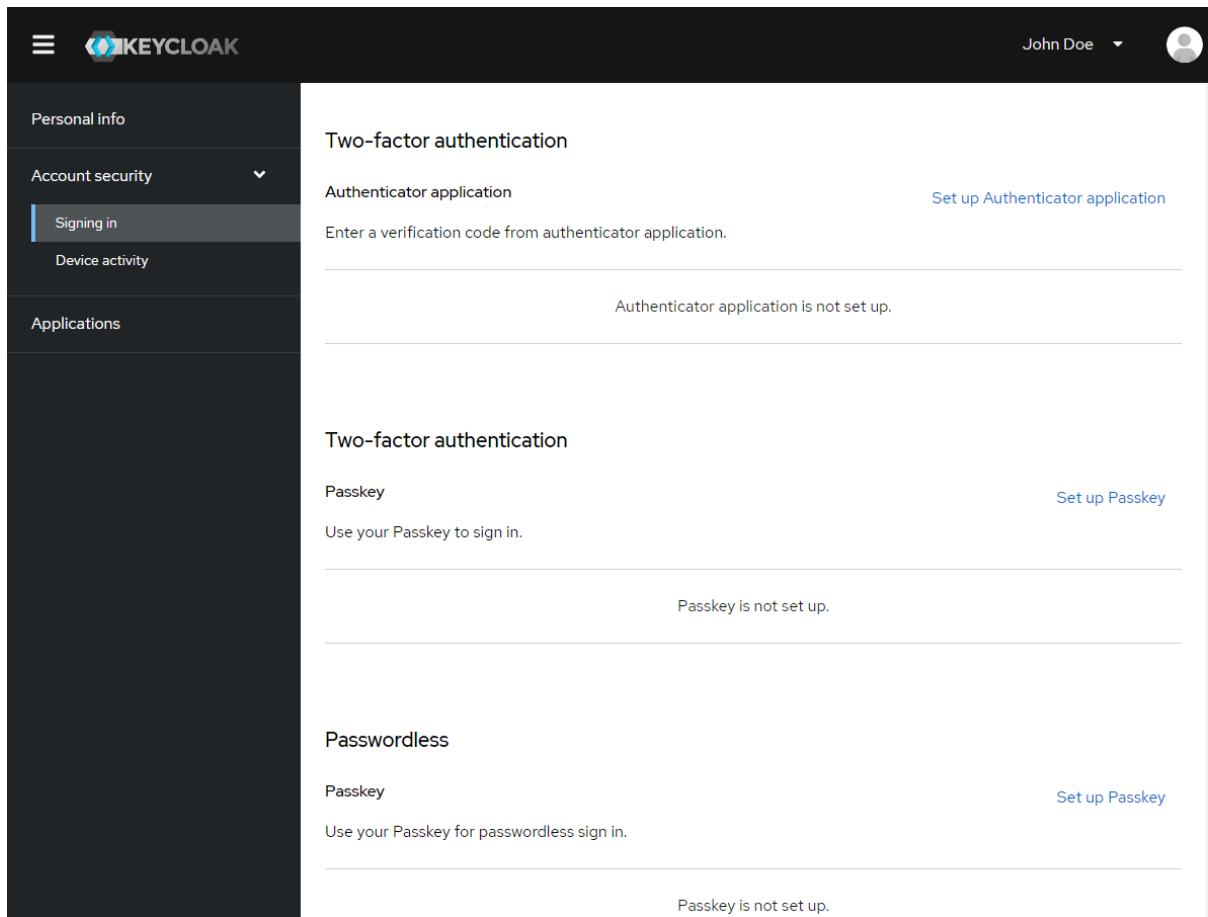 KEYCLOAK
John Doe
Personal info
Account security
Signing in
Device activity
Applications
Two-factor authentication
Authenticator application
Set up Authenticator application
Enter a verification code from authenticator application.
Authenticator application is not set up.
Two-factor authentication
Passkey
Set up Passkey
Use your Passkey to sign in.
Passkey is not set up.
Passwordless
Passkey
Set up Passkey
Use your Passkey for passwordless sign in.
Passkey is not set up.